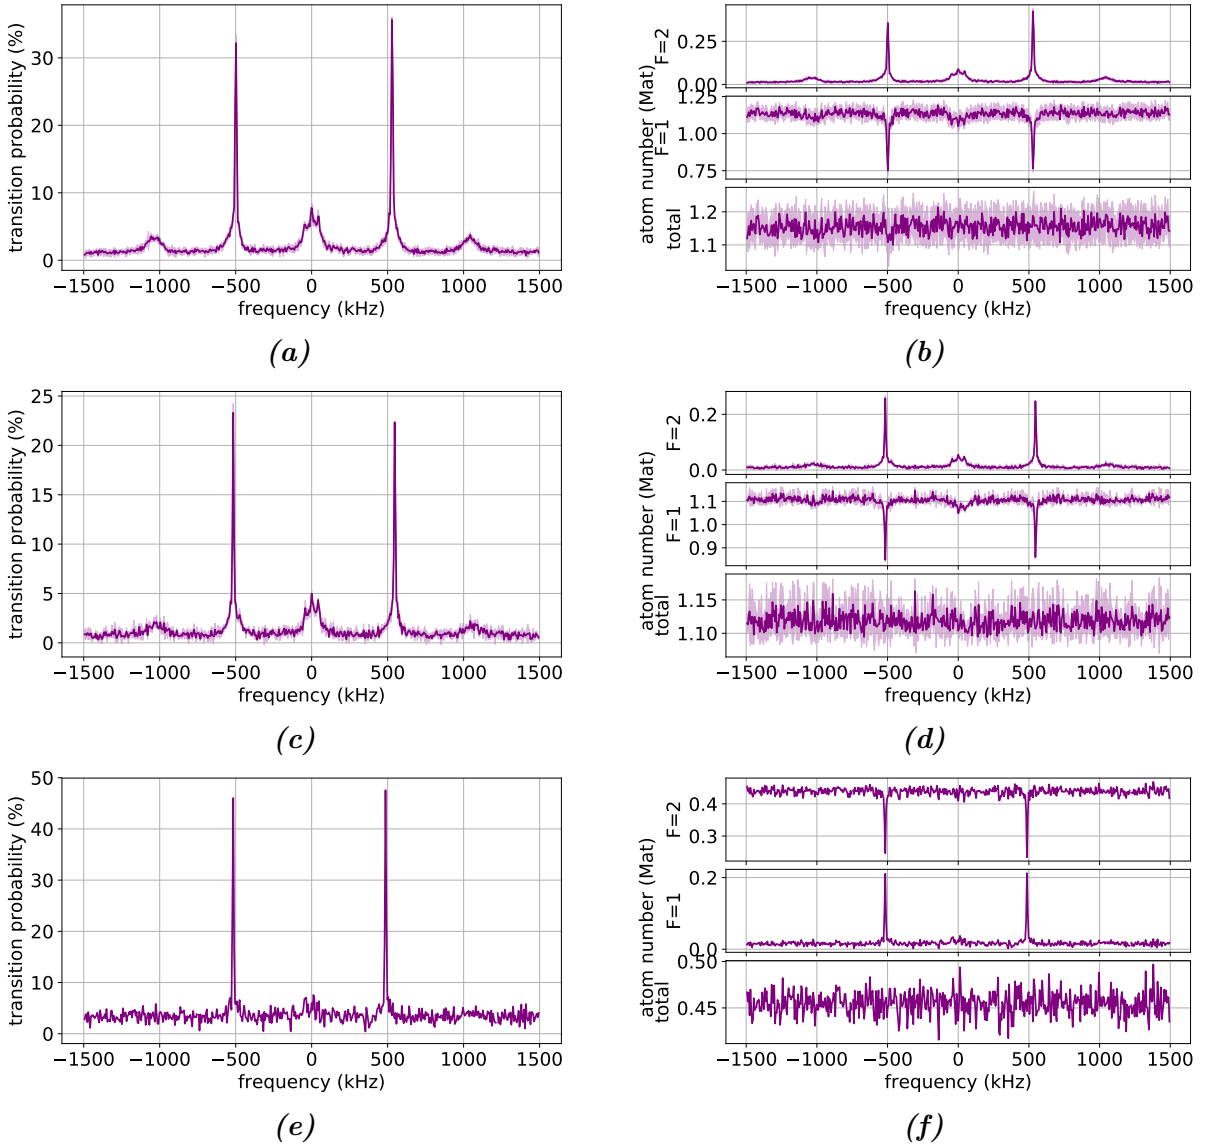 transition probability (%)
30
20
10
0
−1500 −1000 −500 0 500 1000 1500
frequency (kHz)
(a)
atom number (Mat)
F=2
0.25
0.00
F=1
1.25
1.00
0.75
total
1.2
1.1
−1500 −1000 −500 0 500 1000 1500
frequency (kHz)
(b)
transition probability (%)
25
20
15
10
5
0
−1500 −1000 −500 0 500 1000 1500
frequency (kHz)
(c)
atom number (Mat)
F=2
0.2
0.0
F=1
1.1
1.0
0.9
total
1.15
1.10
−1500 −1000 −500 0 500 1000 1500
frequency (kHz)
(d)
transition probability (%)
50
40
30
20
10
0
−1500 −1000 −500 0 500 1000 1500
frequency (kHz)
(e)
atom number (Mat)
F=2
0.4
0.3
F=1
0.2
0.0
total
0.50
0.45
−1500 −1000 −500 0 500 1000 1500
frequency (kHz)
(f)